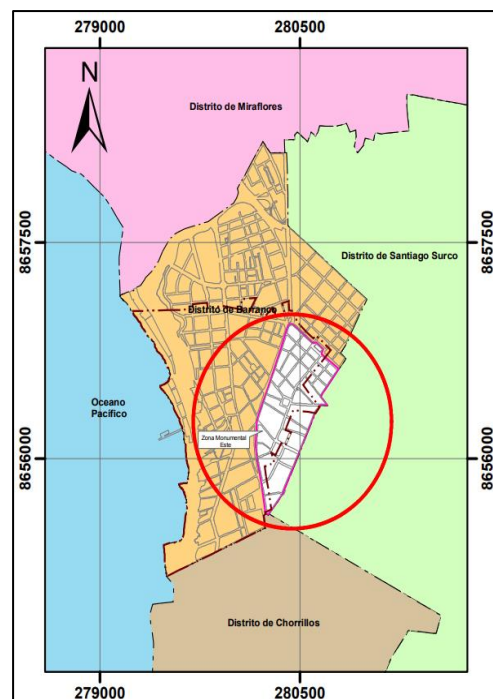 279000
280500
N
Distrito de Miraflores
8657500
8657500
Distrito de Santiago Surco
Distrito de Barranco
Oceano
Pacífico
Zona Monumental
Este
8656000
8656000
Distrito de Chorrillos
279000
280500